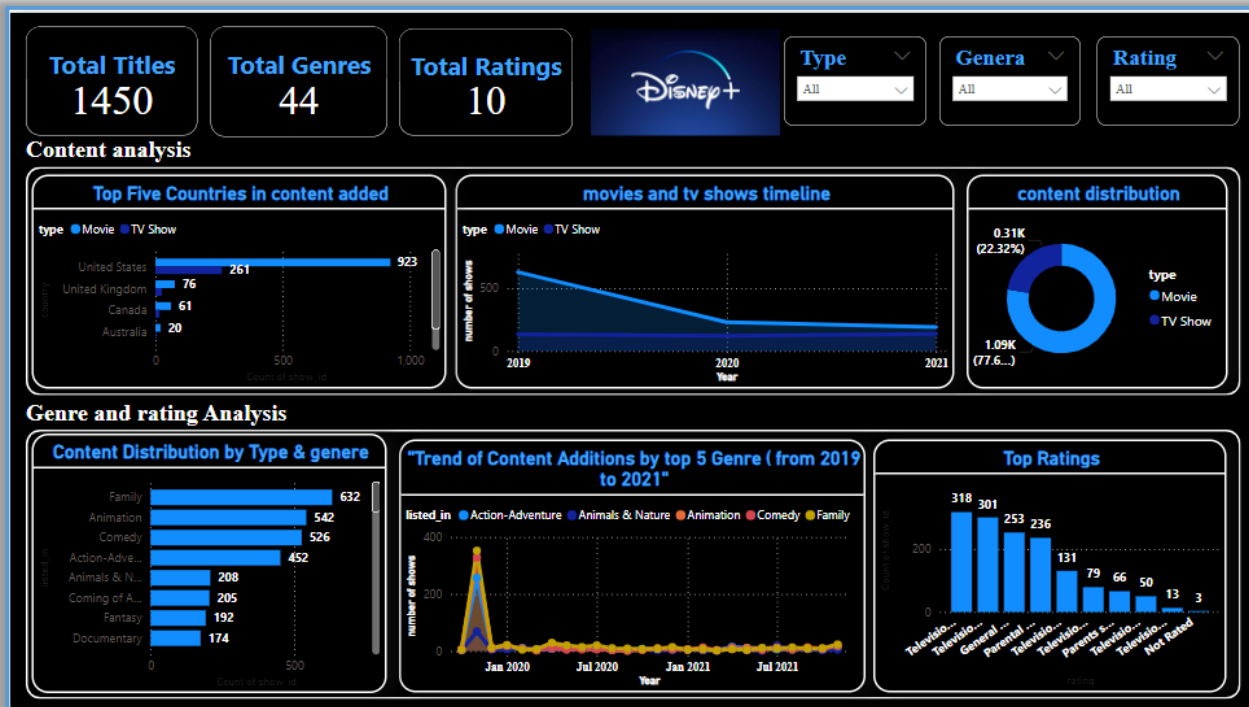 Total Titles
1450
Total Genres
44
Total Ratings
10
Disney+
Type
All
Genera
All
Rating
All
Content analysis
Top Five Countries in content added
type Movie TV Show
country
United States
923
261
United Kingdom
76
Canada
61
Australia
20
0 500 1,000
Count of show_id
movies and tv shows timeline
type Movie TV Show
number of shows
500
0
2019 2020 2021
Year
content distribution
0.31K
(22.32%)
1.09K
(77.6...)
type
Movie
TV Show
Genre and rating Analysis
Content Distribution by Type & genere
listed_in
Family 632
Animation 542
Comedy 526
Action-Adve... 452
Animals & N... 208
Coming of A... 205
Fantasy 192
Documentary 174
0 500
Count of show_id
"Trend of Content Additions by top 5 Genre ( from 2019
to 2021"
listed_in Action-Adventure Animals & Nature Animation Comedy Family
number of shows
400
200
0
Jan 2020 Jul 2020 Jan 2021 Jul 2021
Year
Top Ratings
Count of show_id
200
0
318 301 253 236 131 79 66 50 13 3
Televisio... Televisio... General ... Parental ... Televisio... Televisio... Parents s... Televisio... Televisio... Not Rated
rating